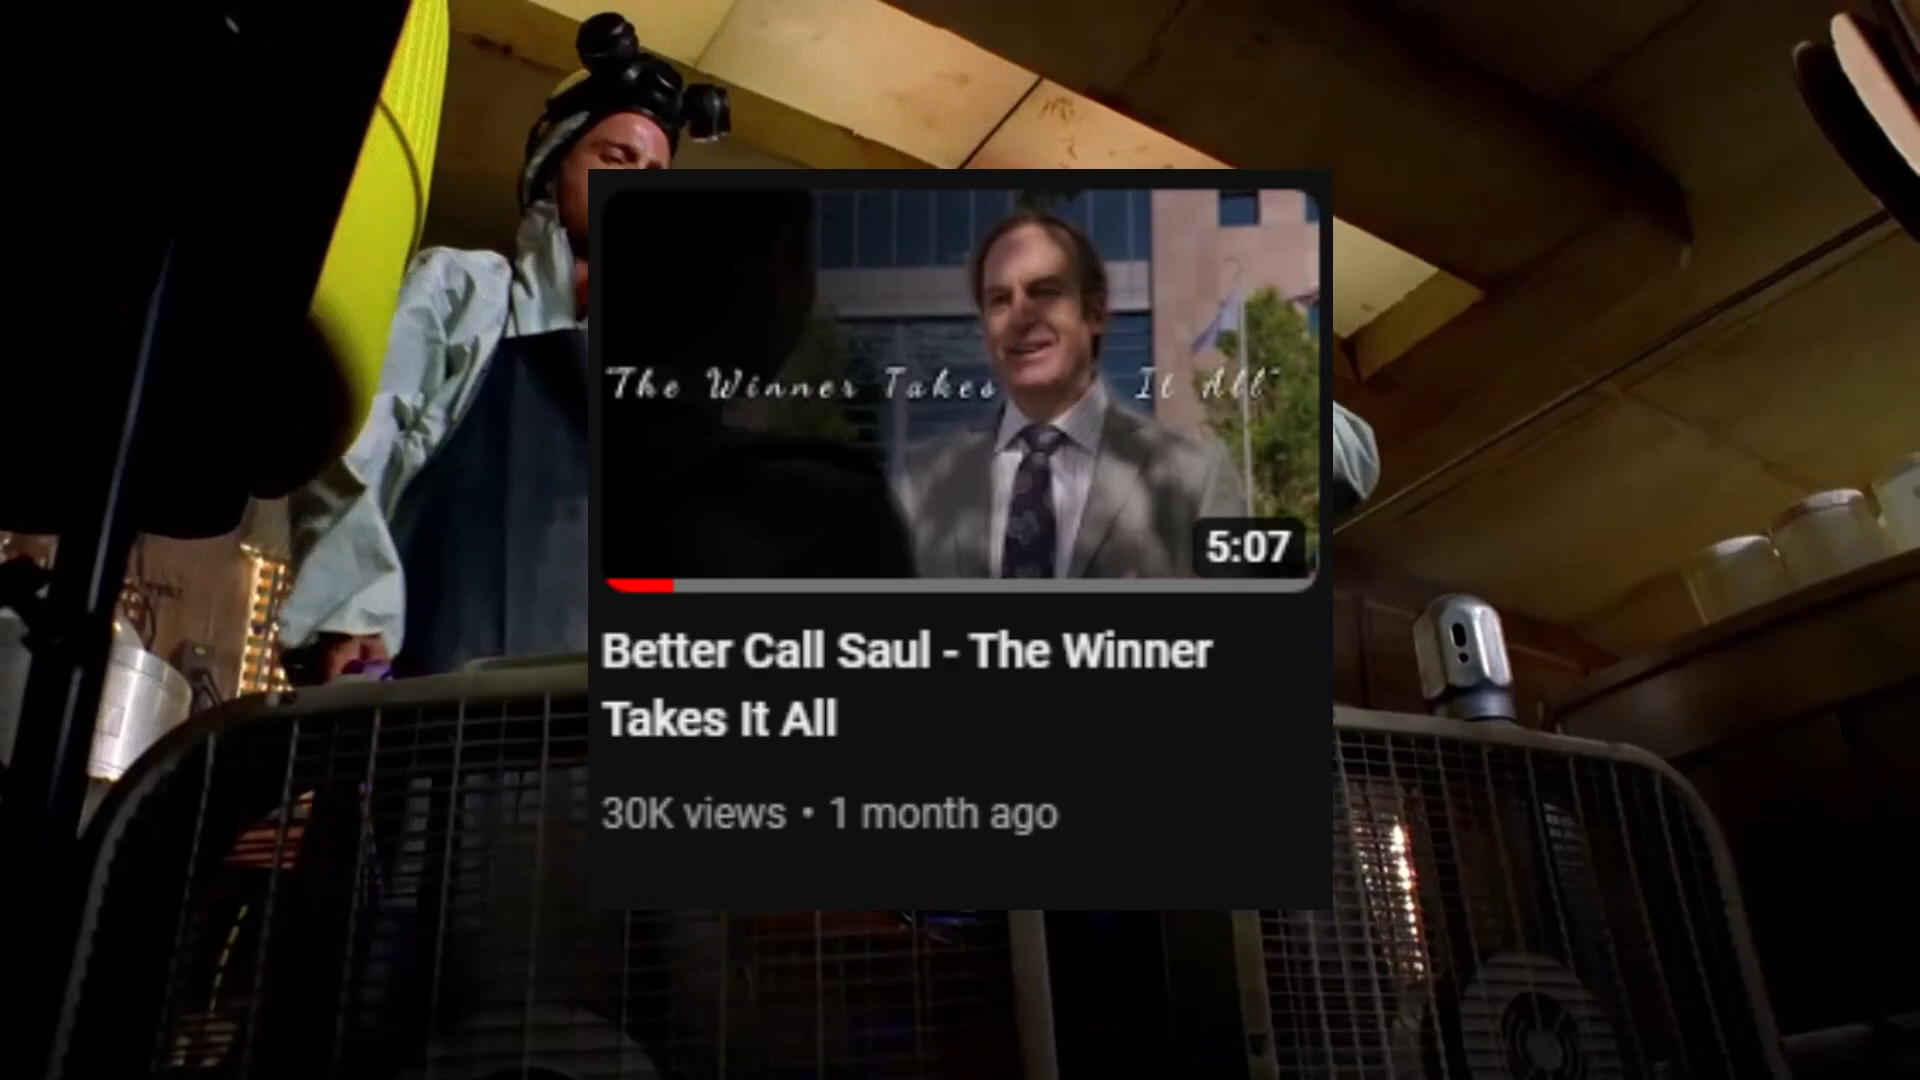 "The Winner Takes It All"
5:07
Better Call Saul - The Winner
Takes It All
30K views • 1 month ago